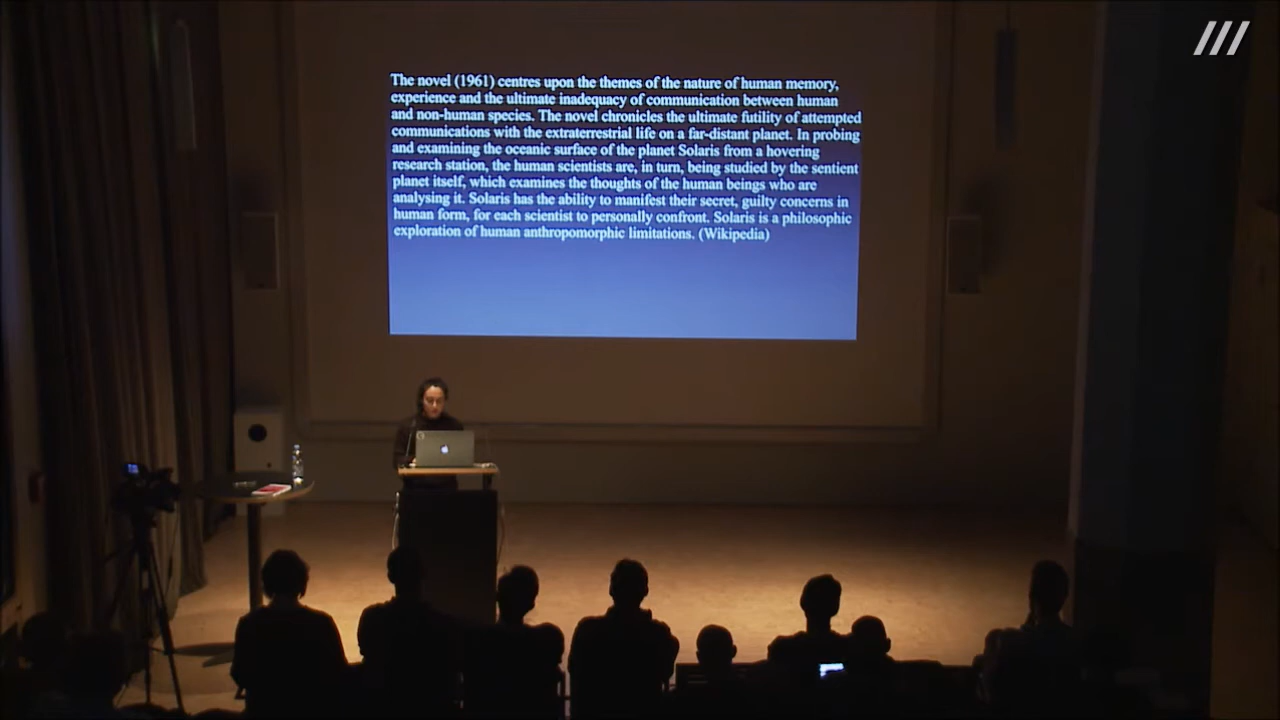 The novel (1961) centres upon the themes of the nature of human memory,
experience and the ultimate inadequacy of communication between human
and non-human species. The novel chronicles the ultimate futility of attempted
communications with the extraterrestrial life on a far-distant planet. In probing
and examining the oceanic surface of the planet Solaris from a hovering
research station, the human scientists are, in turn, being studied by the sentient
planet itself, which examines the thoughts of the human beings who are
analysing it. Solaris has the ability to manifest their secret, guilty concerns in
human form, for each scientist to personally confront. Solaris is a philosophic
exploration of human anthropomorphic limitations. (Wikipedia)